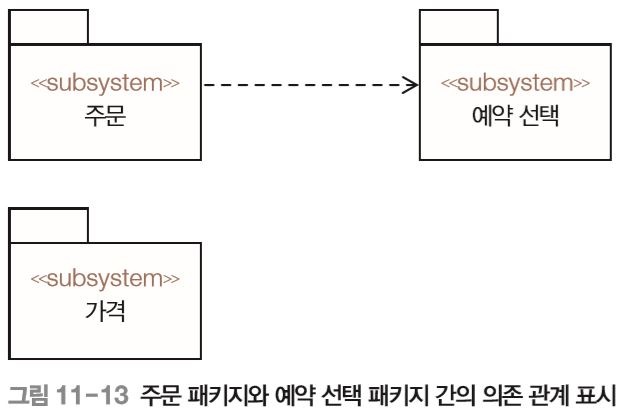 <<subsystem>>
주문
<<subsystem>>
예약 선택
<<subsystem>>
가격
그림 11-13 주문 패키지와 예약 선택 패키지 간의 의존 관계 표시